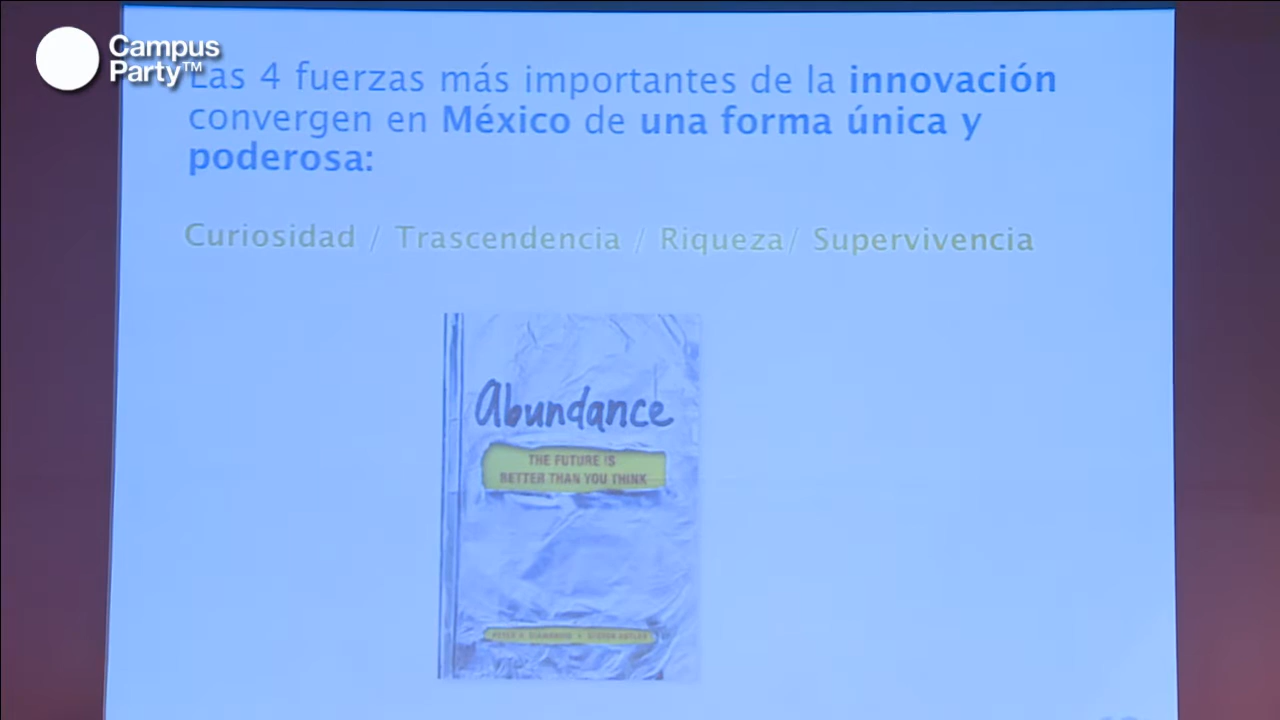 Campus
Party™
Las 4 fuerzas más importantes de la innovación
convergen en México de una forma única y
poderosa:
Curiosidad / Trascendencia / Riqueza/ Supervivencia
Abundance
THE FUTURE IS
BETTER THAN YOU THINK